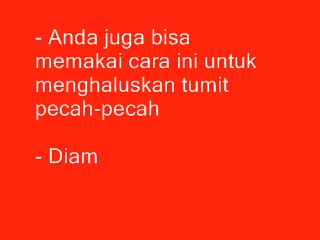 - Anda juga bisa
memakai cara ini untuk
menghaluskan tumit
pecah-pecah
- Diam